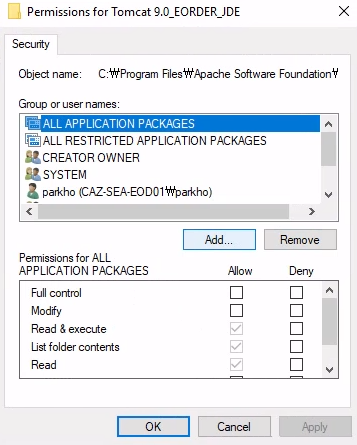 Permissions for Tomcat 9.0_EORDER_JDE
Security
Object name: C:₩Program Files₩Apache Software Foundation₩
Group or user names:
ALL APPLICATION PACKAGES
ALL RESTRICTED APPLICATION PACKAGES
CREATOR OWNER
SYSTEM
parkho (CAZ-SEA-EOD01₩parkho)
Add... Remove
Permissions for ALL
APPLICATION PACKAGES Allow Deny
Full control
Modify
Read & execute
List folder contents
Read
OK Cancel Apply